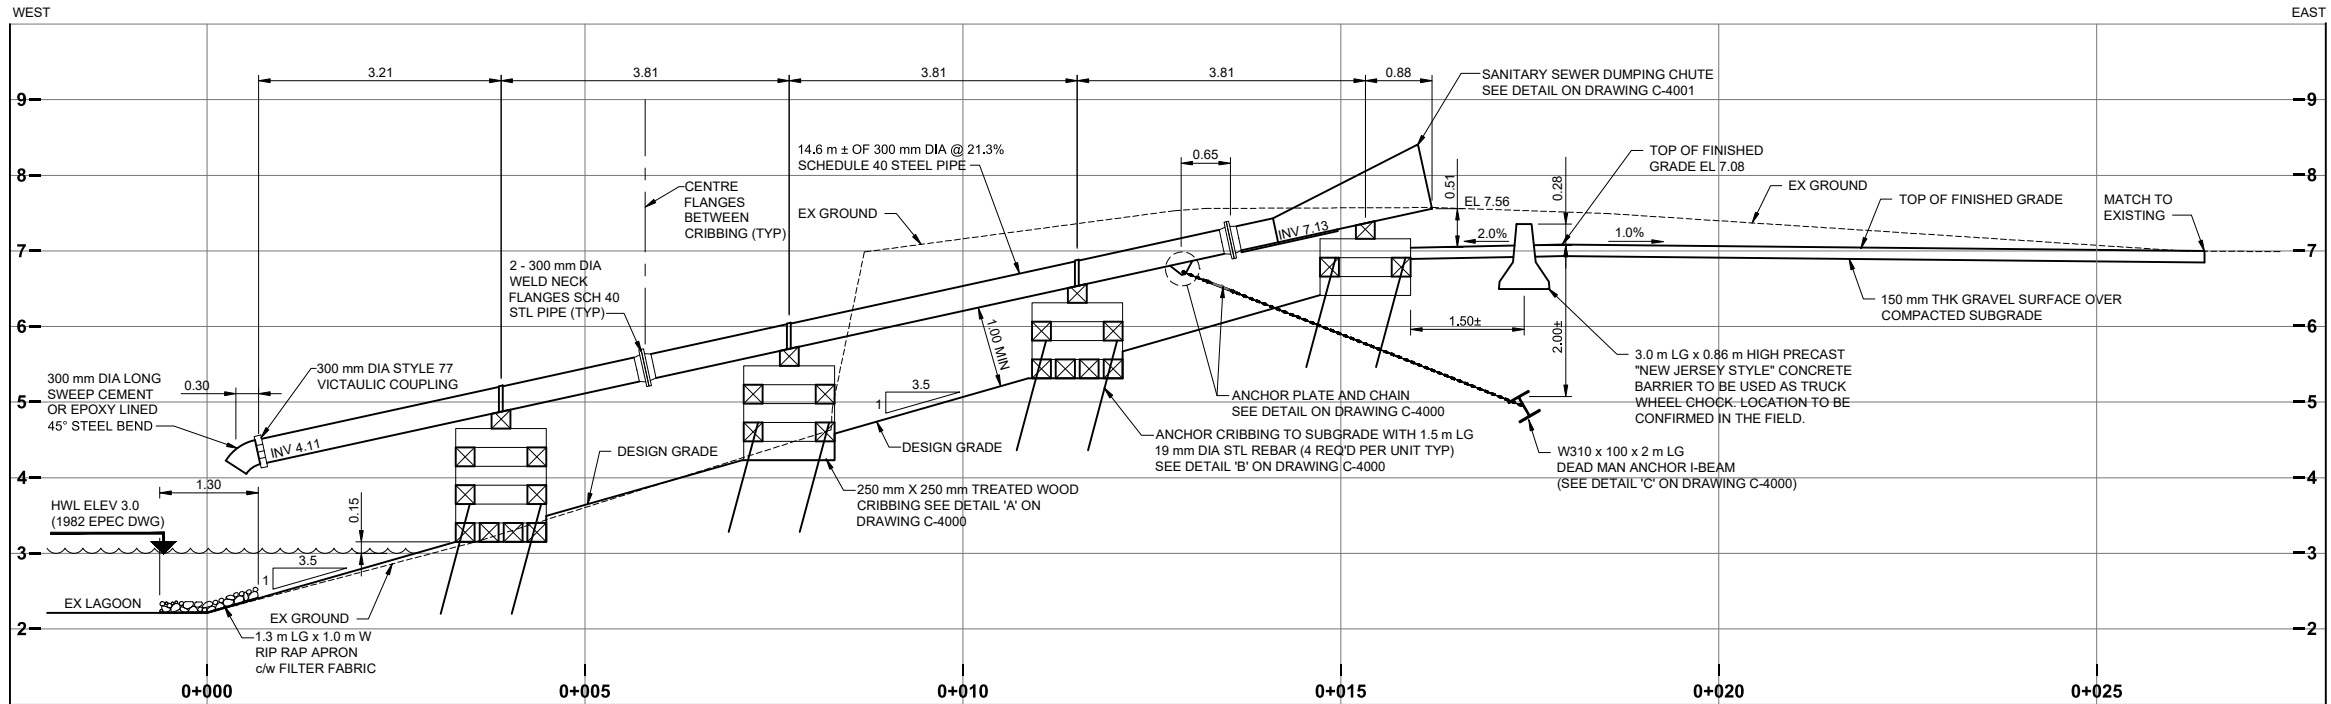 WEST
EAST
3.21
3.81
3.81
3.81
0.88
SANITARY SEWER DUMPING CHUTE
SEE DETAIL ON DRAWING C-4001
9
9
14.6 m ± OF 300 mm DIA @ 21.3%
SCHEDULE 40 STEEL PIPE
0.65
TOP OF FINISHED
GRADE EL 7.08
8
8
CENTRE
FLANGES
BETWEEN
CRIBBING (TYP)
EX GROUND
0.51
EL 7.56
0.28
EX GROUND
TOP OF FINISHED GRADE
MATCH TO
EXISTING
INV 7.13
2.0%
1.0%
7
7
2 - 300 mm DIA
WELD NECK
FLANGES SCH 40
STL PIPE (TYP)
150 mm THK GRAVEL SURFACE OVER
COMPACTED SUBGRADE
6
6
1.00 MIN
1.50±
2.00±
300 mm DIA LONG
SWEEP CEMENT
OR EPOXY LINED
45° STEEL BEND
0.30
300 mm DIA STYLE 77
VICTAULIC COUPLING
3.5
1
ANCHOR PLATE AND CHAIN
SEE DETAIL ON DRAWING C-4000
3.0 m LG x 0.86 m HIGH PRECAST
"NEW JERSEY STYLE" CONCRETE
BARRIER TO BE USED AS TRUCK
WHEEL CHOCK. LOCATION TO BE
CONFIRMED IN THE FIELD.
5
5
INV 4.11
DESIGN GRADE
DESIGN GRADE
ANCHOR CRIBBING TO SUBGRADE WITH 1.5 m LG
19 mm DIA STL REBAR (4 REQ'D PER UNIT TYP)
SEE DETAIL 'B' ON DRAWING C-4000
W310 x 100 x 2 m LG
DEAD MAN ANCHOR I-BEAM
(SEE DETAIL 'C' ON DRAWING C-4000)
4
4
1.30
HWL ELEV 3.0
(1982 EPEC DWG)
0.15
250 mm X 250 mm TREATED WOOD
CRIBBING SEE DETAIL 'A' ON
DRAWING C-4000
3
3
3.5
1
EX LAGOON
EX GROUND
2
2
1.3 m LG x 1.0 m W
RIP RAP APRON
c/w FILTER FABRIC
0+000
0+005
0+010
0+015
0+020
0+025